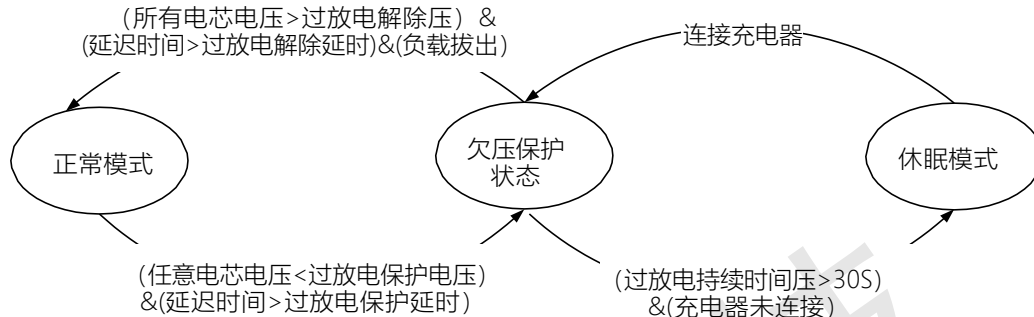 (所有电芯电压>过放电解除压) &
(延迟时间>过放电解除延时)&(负载拔出)
连接充电器
正常模式
欠压保护
状态
休眠模式
(任意电芯电压<过放电保护电压)
&(延迟时间>过放电保护延时)
(过放电持续时间压>30S)
&(充电器未连接)